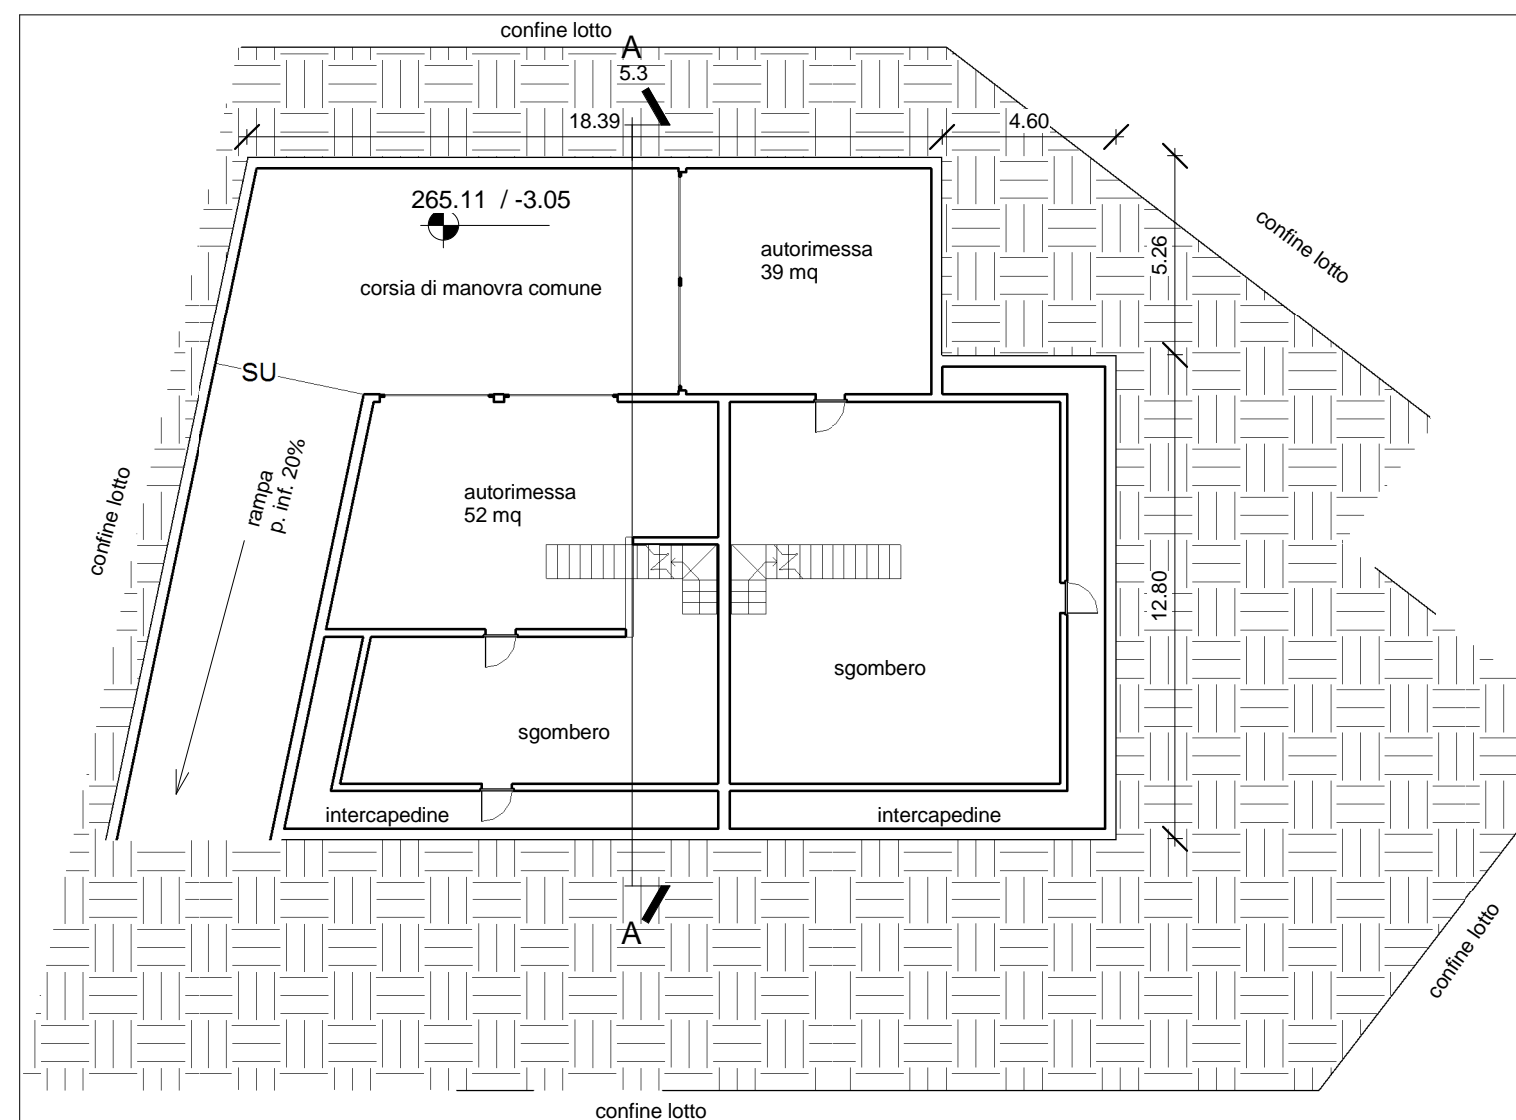 confine lotto
A
5.3
18.39
4.60
265.11 / -3.05
autorimessa
39 mq
confine lotto
5.26
corsia di manovra comune
SU
rampa
p. inf. 20%
confine lotto
autorimessa
52 mq
12.80
sgombero
sgombero
intercapedine
intercapedine
A
confine lotto
confine lotto